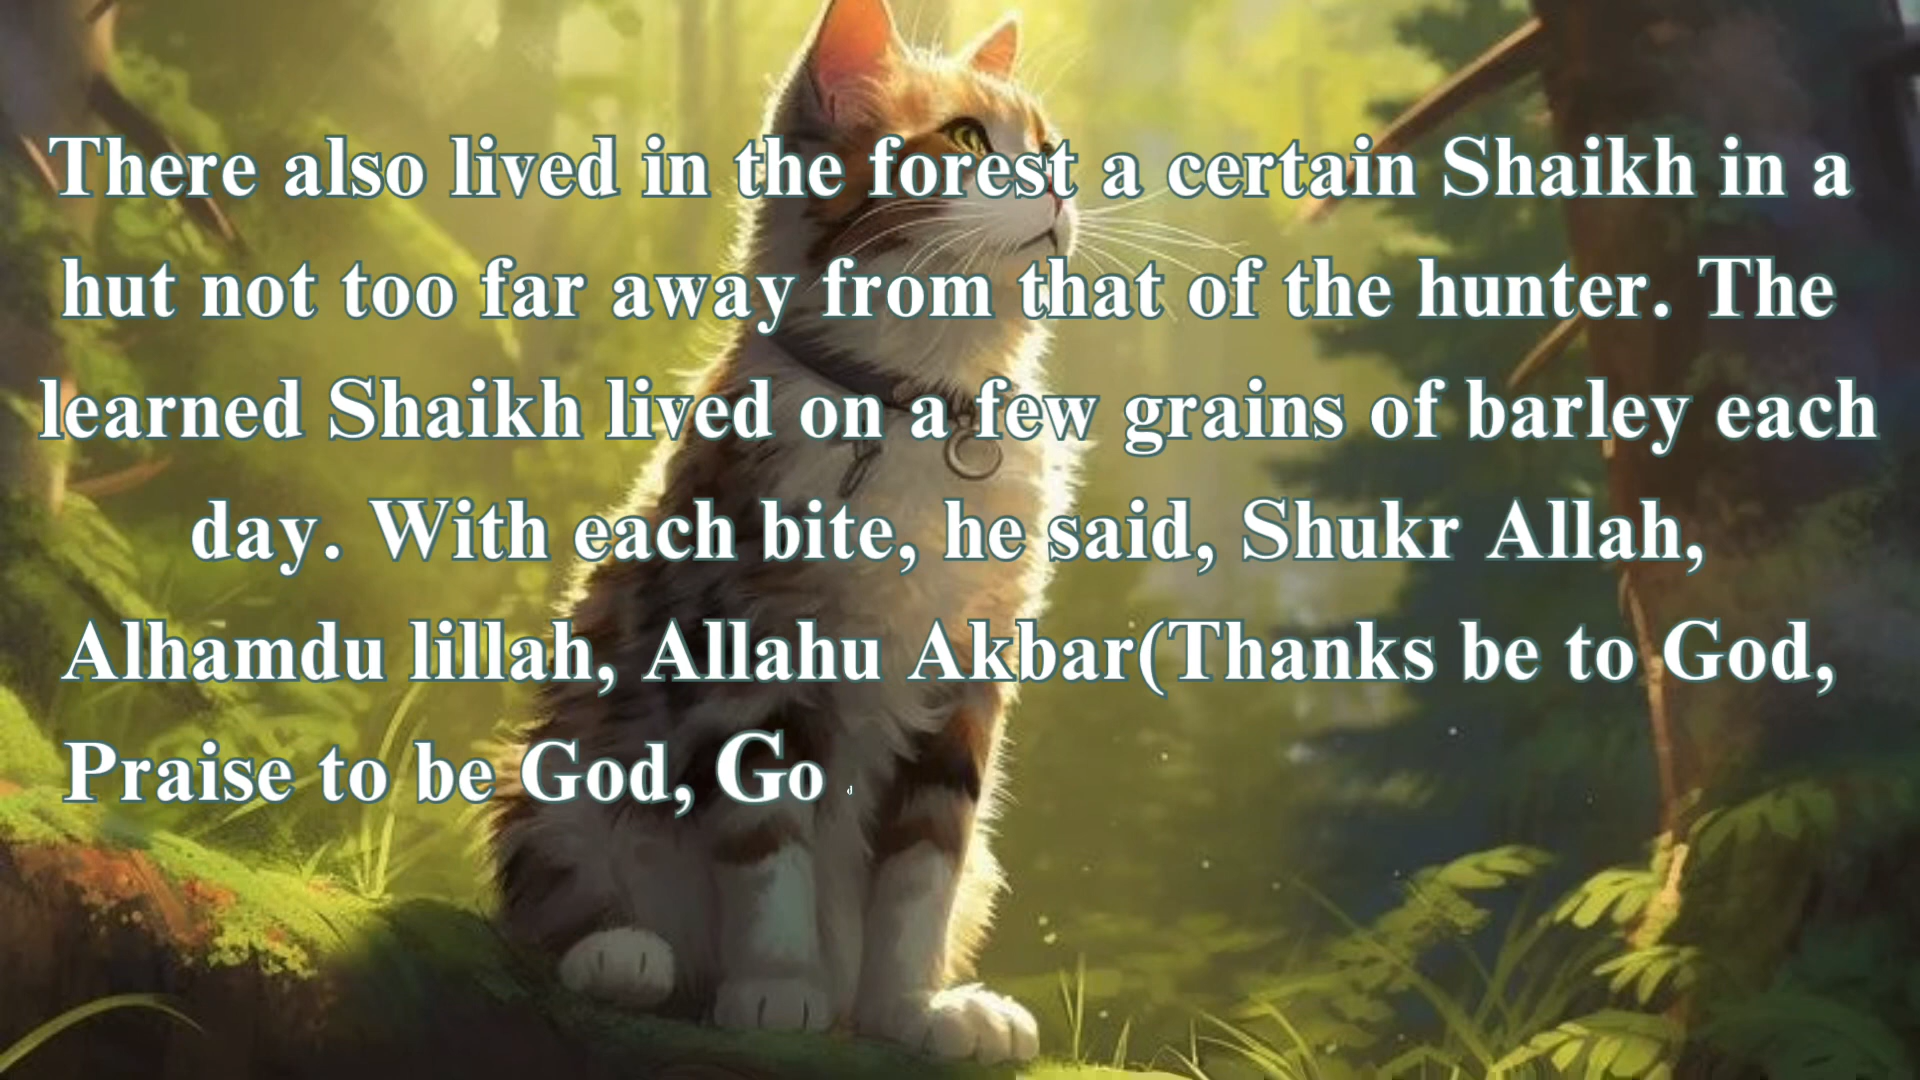 There also lived in the forest a certain Shaikh in a
hut not too far away from that of the hunter. The
learned Shaikh lived on a few grains of barley each
day. With each bite, he said, Shukr Allah,
Alhamdu lillah, Allahu Akbar(Thanks be to God,
Praise to be God, God